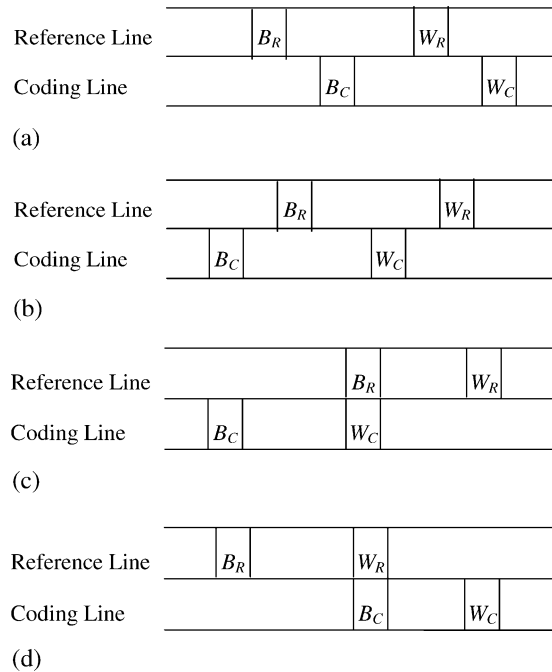 Reference Line B_R W_R
Coding Line B_C W_C
(a)
Reference Line B_R W_R
Coding Line B_C W_C
(b)
Reference Line B_R W_R
Coding Line B_C W_C
(c)
Reference Line B_R W_R
Coding Line B_C W_C
(d)